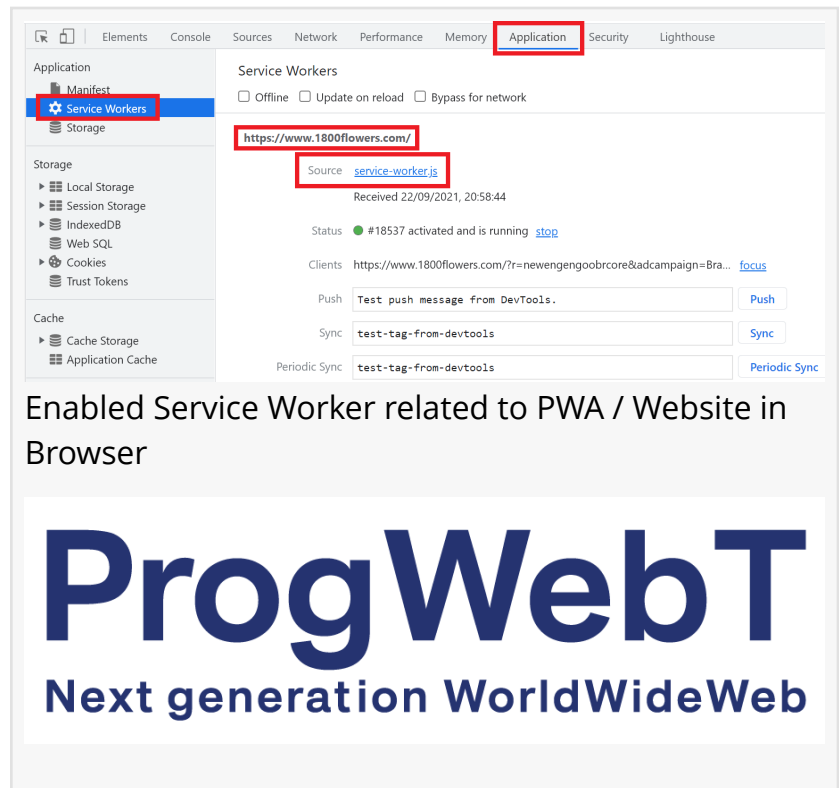 Elements Console Sources Network Performance Memory Application Security Lighthouse
Application
Manifest
Service Workers
Storage
Storage
Local Storage
Session Storage
IndexedDB
Web SQL
Cookies
Trust Tokens
Cache
Cache Storage
Application Cache
Service Workers
Offline Update on reload Bypass for network
https://www.1800flowers.com/
Source service-worker.js
Received 22/09/2021, 20:58:44
Status #18537 activated and is running stop
Clients https://www.1800flowers.com/?r=newengengoobrcore&adcampaign=Bra... focus
Push Test push message from DevTools. Push
Sync test-tag-from-devtools Sync
Periodic Sync test-tag-from-devtools Periodic Sync
Enabled Service Worker related to PWA / Website in
Browser
ProgWebT
Next generation WorldWideWeb